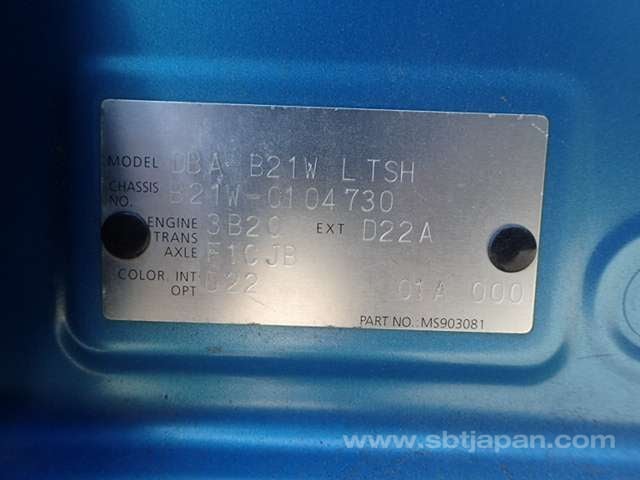 MODEL DBA B21W LTSH
CHASSIS NO. B21W-0104730
ENGINE 3B20 EXT D22A
TRANS AXLE F1CJB
COLOR, INT D22
OPT 01A 000
PART NO.: MS903081
www.sbtjapan.com